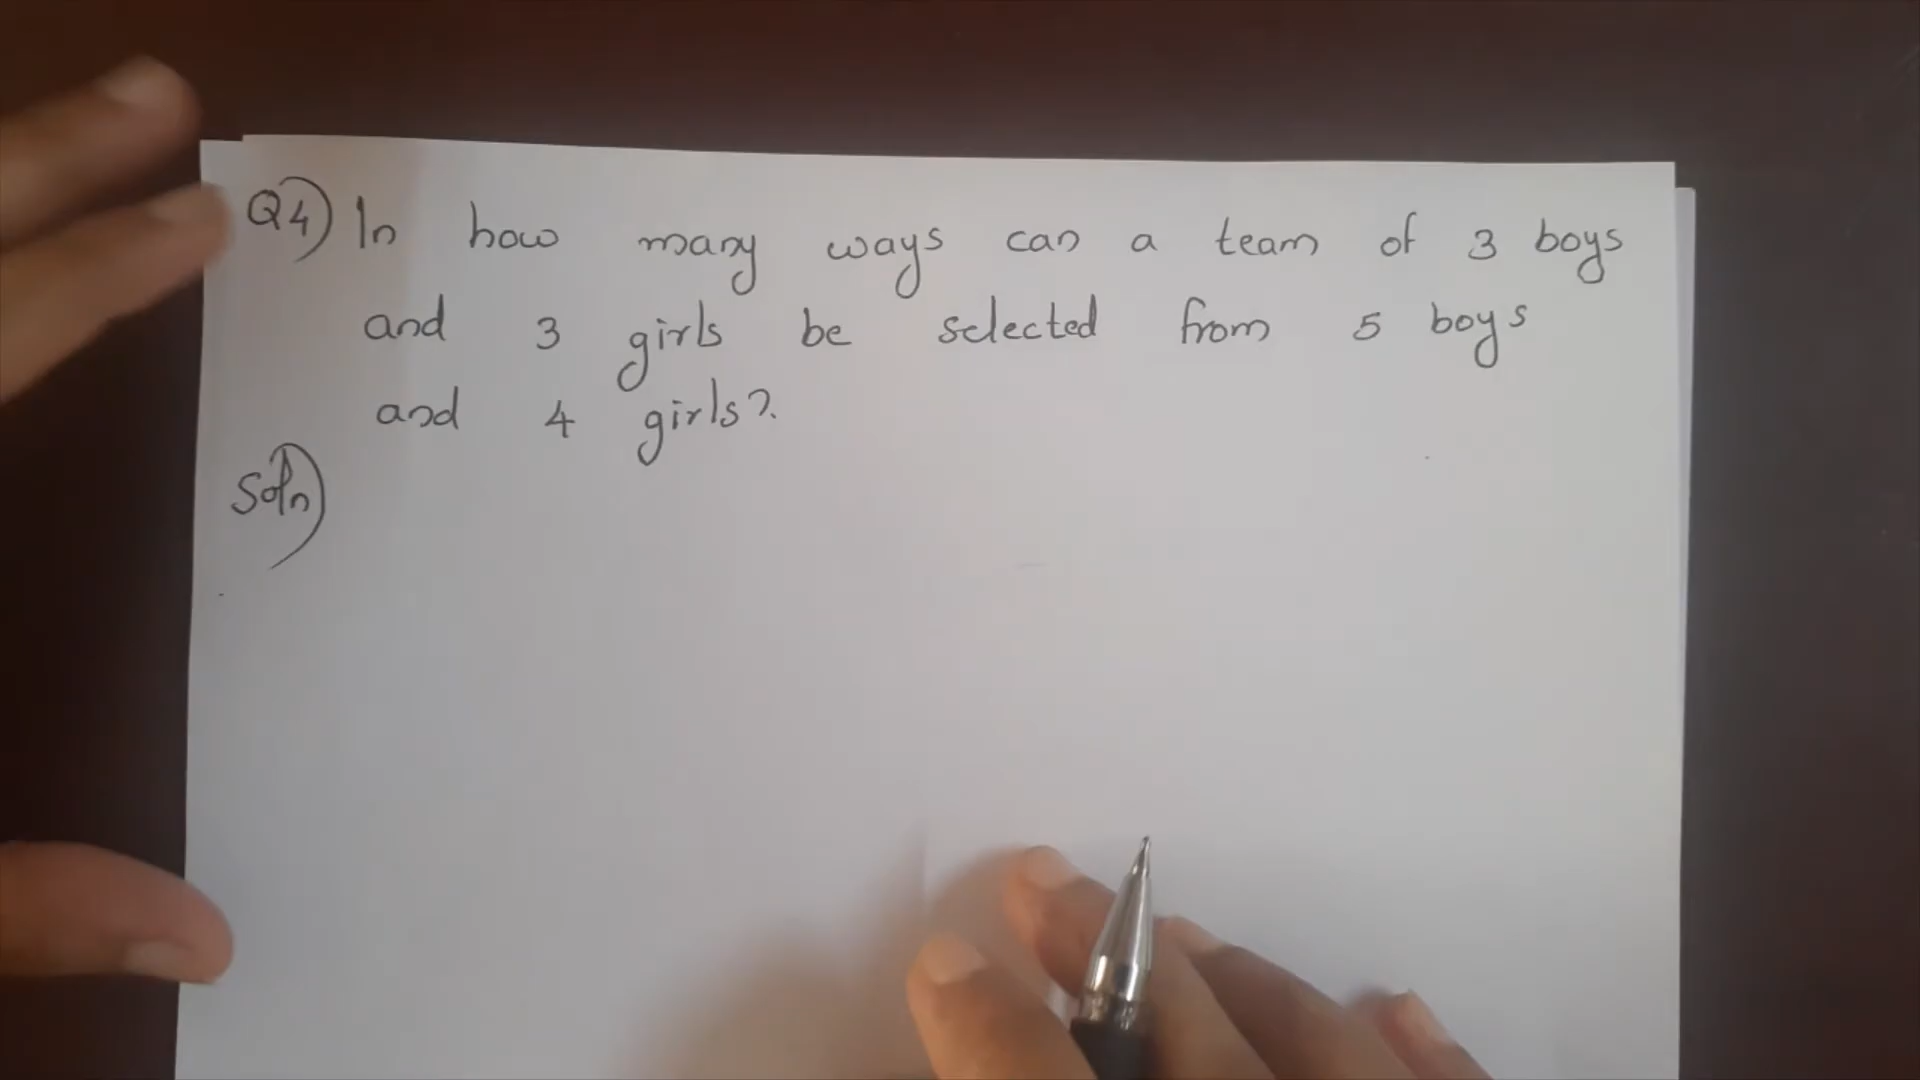 Q4) In how many ways can a team of 3 boys
and 3 girls be selected from 5 boys
and 4 girls?
Soln)